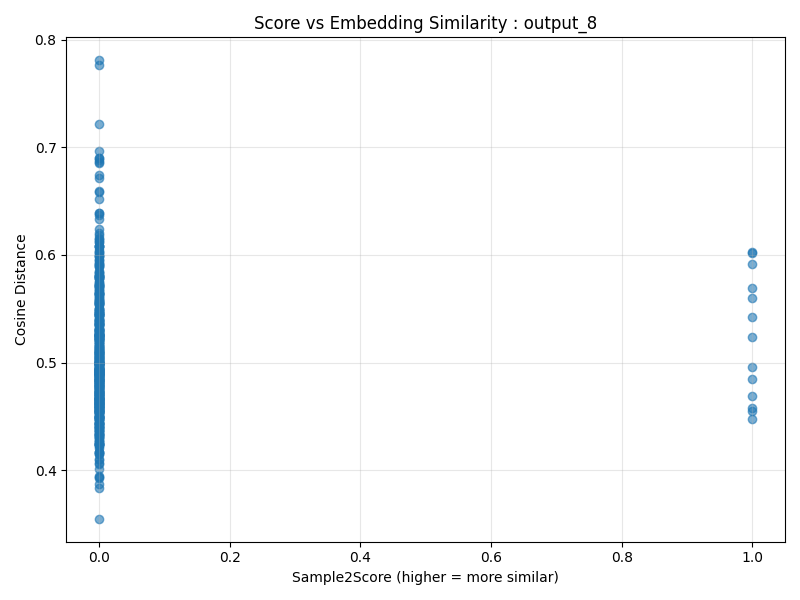 Score vs Embedding Similarity : output_8
Cosine Distance
0.8
0.7
0.6
0.5
0.4
0.0 0.2 0.4 0.6 0.8 1.0
Sample2Score (higher = more similar)